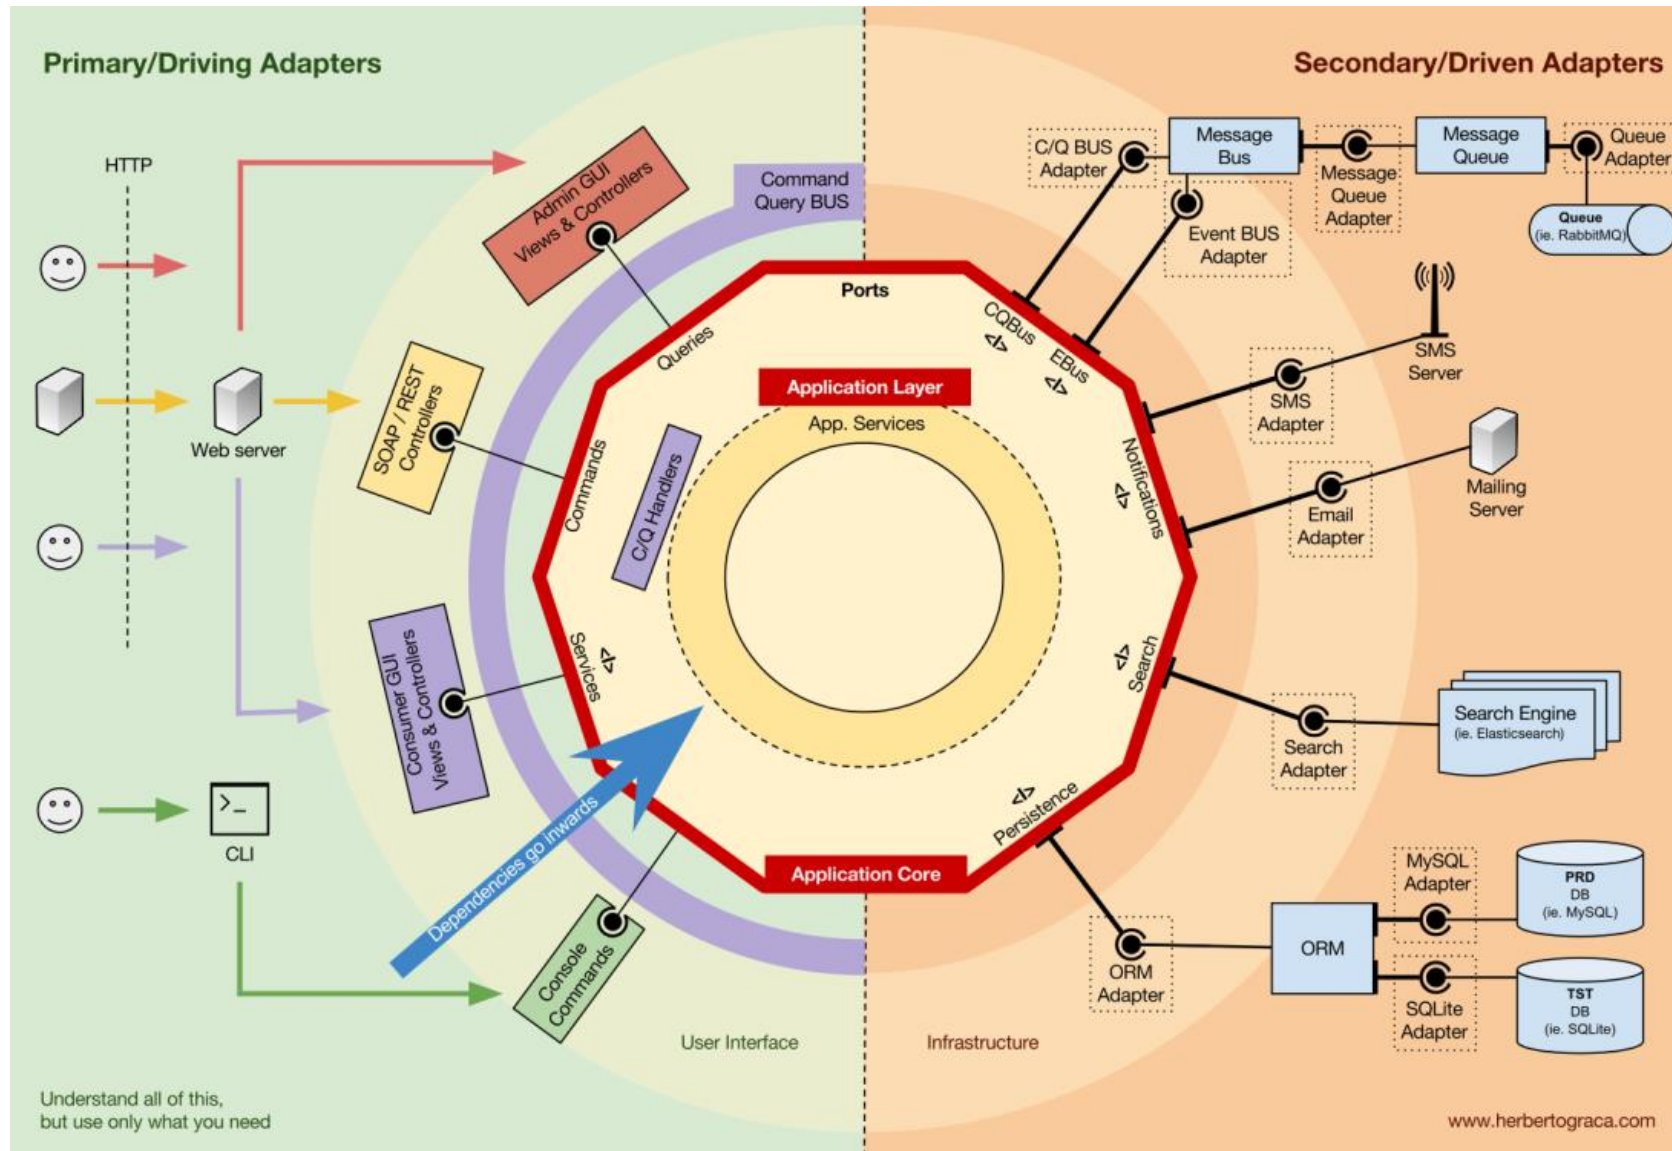 Primary/Driving Adapters
Secondary/Driven Adapters
HTTP
Web server
CLI
>_
Admin GUI
Views & Controllers
SOAP / REST
Controllers
Consumer GUI
Views & Controllers
Console
Commands
Command
Query BUS
Dependencies go inwards
Ports
Queries
Commands
Services
</>
C/Q Handlers
Application Layer
App. Services
Application Core
CQBus
</>
EBus
</>
Notifications
</>
Search
</>
Persistence
</>
C/Q BUS
Adapter
Message
Bus
Event BUS
Adapter
Message
Queue
Adapter
Message
Queue
Queue
Adapter
Queue
(ie. RabbitMQ)
SMS
Adapter
SMS
Server
Email
Adapter
Mailing
Server
Search
Adapter
Search Engine
(ie. Elasticsearch)
ORM
Adapter
ORM
MySQL
Adapter
PRD
DB
(ie. MySQL)
SQLite
Adapter
TST
DB
(ie. SQLite)
User Interface
Infrastructure
Understand all of this,
but use only what you need
www.herbertograca.com